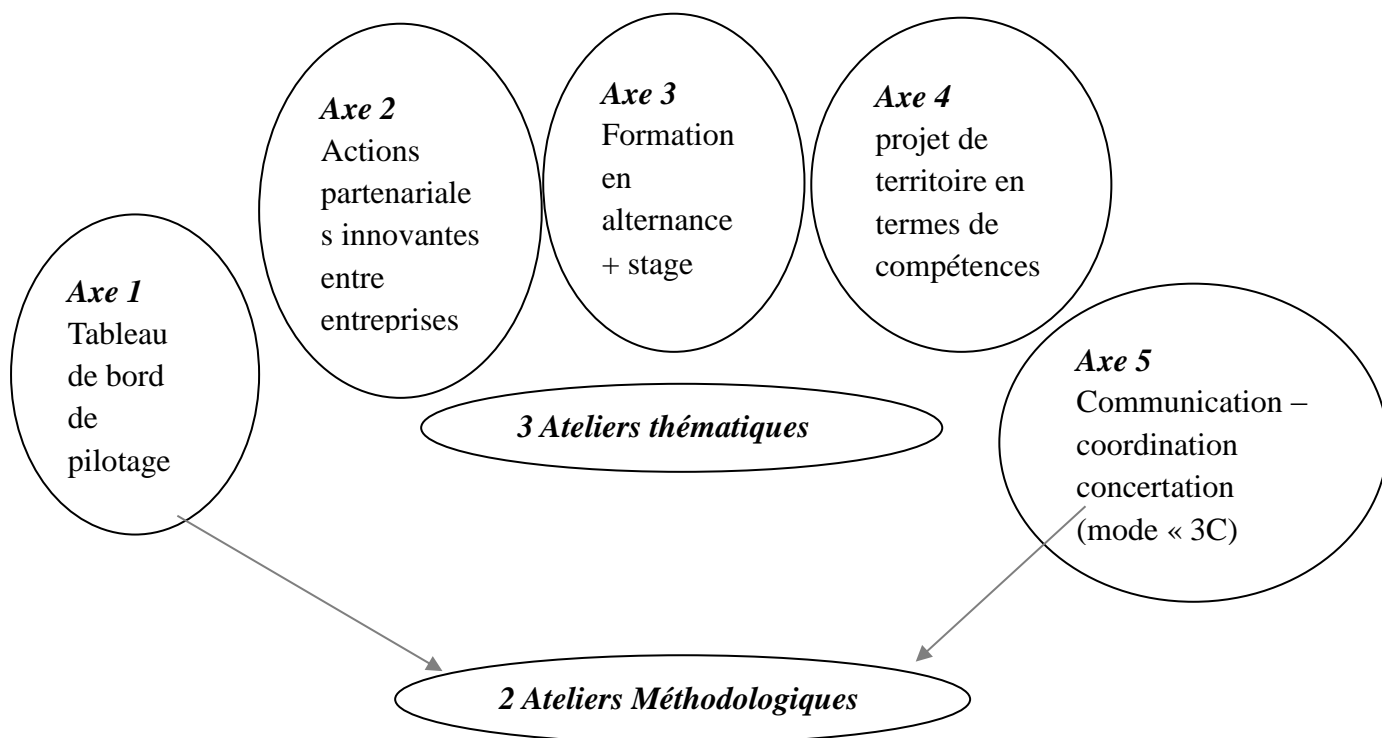 Axe 1
Tableau
de bord
de
pilotage
Axe 2
Actions
partenariale
s innovantes
entre
entreprises
Axe 3
Formation
en
alternance
+ stage
Axe 4
projet de
territoire en
termes de
compétences
Axe 5
Communication –
coordination
concertation
(mode « 3C)
3 Ateliers thématiques
2 Ateliers Méthodologiques